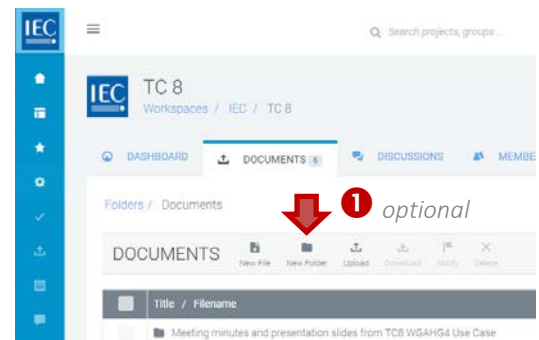 IEC
Search projects, groups ...
IEC
TC 8
Workspaces / IEC / TC 8
DASHBOARD
DOCUMENTS 6
DISCUSSIONS
MEMBE
Folders / Documents
1 optional
DOCUMENTS
New File
New Folder
Upload
Download
Notify
Delete
Title / Filename
Meeting minutes and presentation slides from TC8 WGAHG4 Use Case